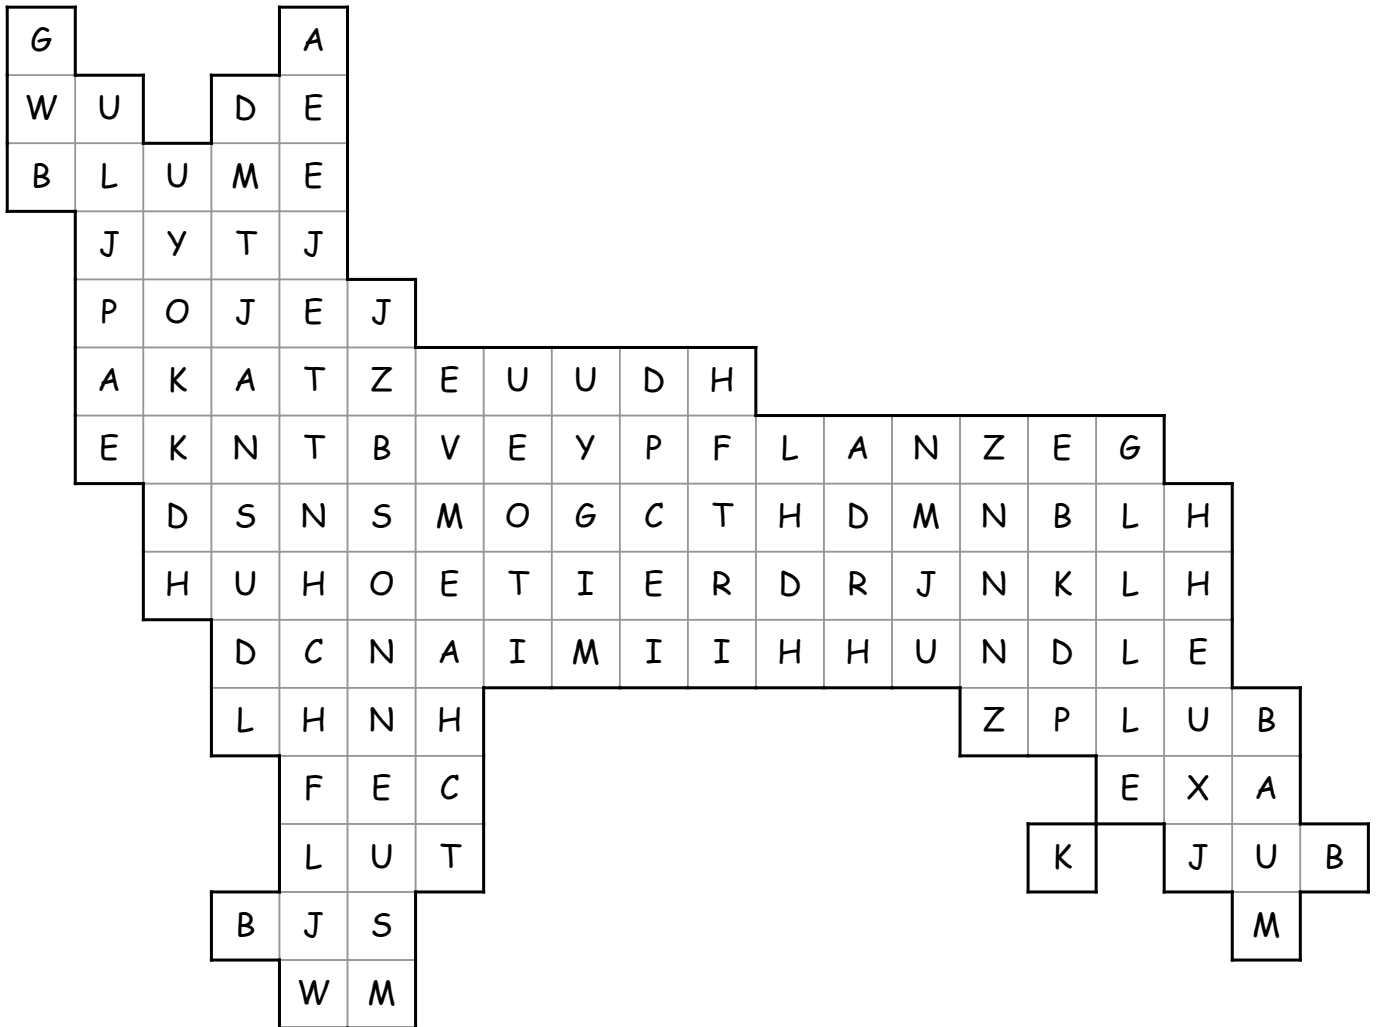 G A
W U D E
B L U M E
J Y T J
P O J E J
A K A T Z E U U D H
E K N T B V E Y P F L A N Z E G
D S N S M O G C T H D M N B L H
H U H O E T I E R D R J N K L H
D C N A I M I I H H U N D L E
L H N H Z P L U B
F E C E X A
L U T K J U B
B J S M
W M